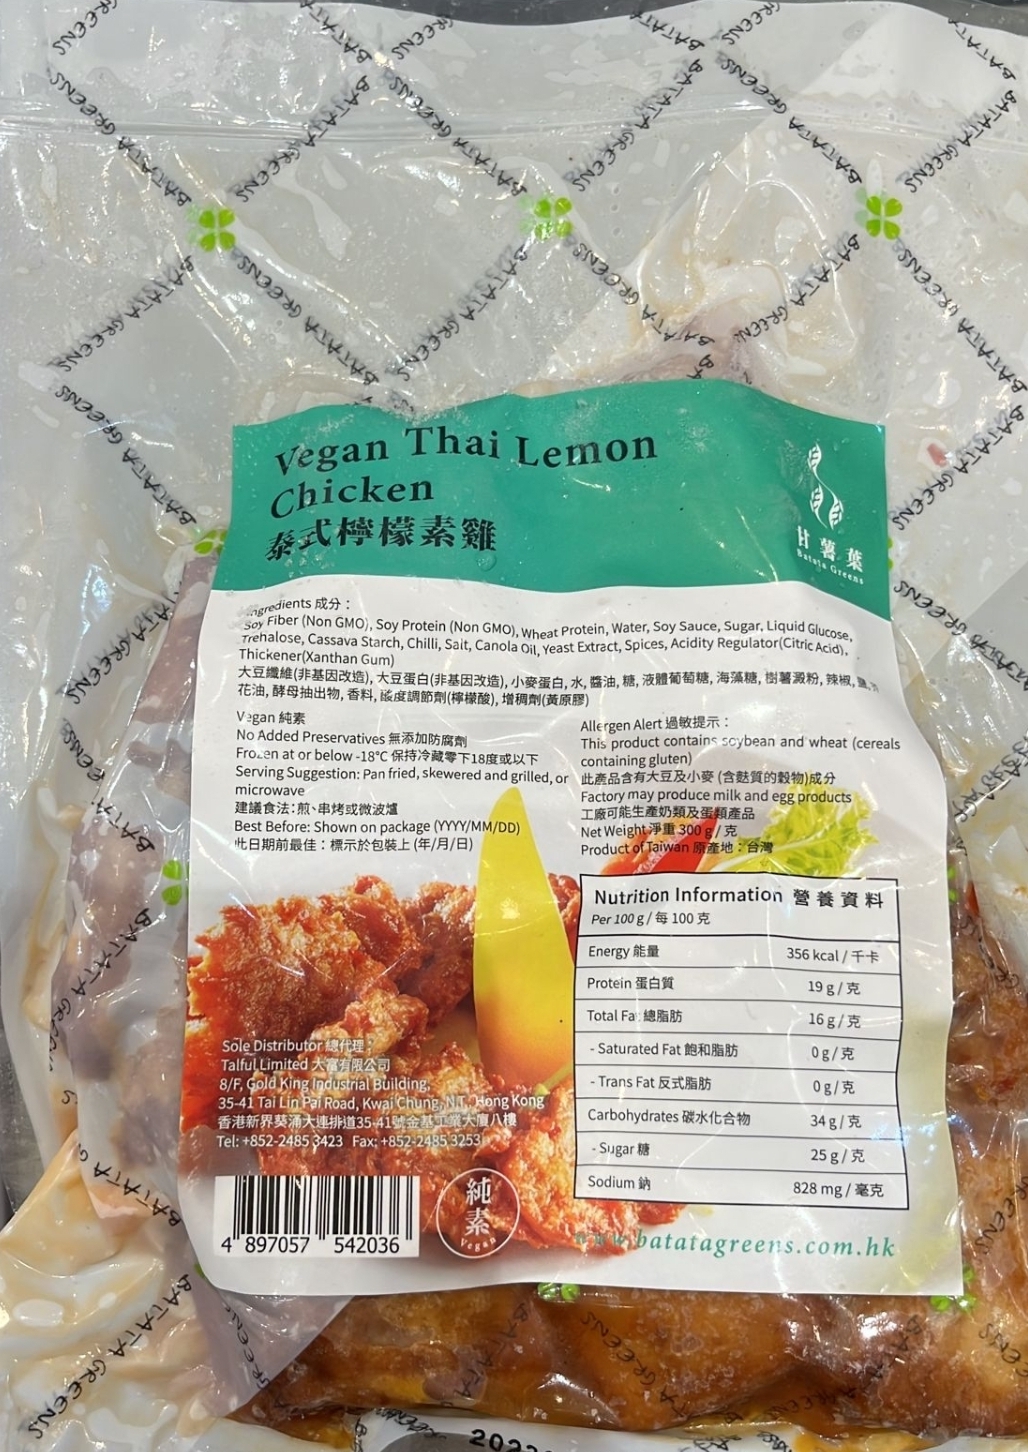 Vegan Thai Lemon
Chicken
泰式檸檬素雞
甘薯葉
Batata Greens
Ingredients 成分：
Soy Fiber (Non GMO), Soy Protein (Non GMO), Wheat Protein, Water, Soy Sauce, Sugar, Liquid Glucose,
Trehalose, Cassava Starch, Chilli, Salt, Canola Oil, Yeast Extract, Spices, Acidity Regulator(Citric Acid),
Thickener(Xanthan Gum)
大豆纖維(非基因改造), 大豆蛋白(非基因改造), 小麥蛋白, 水, 醬油, 糖, 液體葡萄糖, 海藻糖, 樹薯澱粉, 辣椒,
花油, 酵母抽出物, 香料, 酸度調節劑(檸檬酸), 增稠劑(黃原膠)
Vegan 純素
No Added Preservatives 無添加防腐劑
Frozen at or below -18°C 保持冷藏零下18度或以下
Serving Suggestion: Pan fried, skewered and grilled, or
microwave
建議食法: 煎、串烤或微波爐
Best Before: Shown on package (YYYY/MM/DD)
此日期前最佳：標示於包裝上 (年/月/日)
Allergen Alert 過敏提示：
This product contains soybean and wheat (cereals
containing gluten)
此產品含有大豆及小麥 (含麩質的穀物)成分
Factory may produce milk and egg products
工廠可能生產奶類及蛋類產品
Net Weight 淨重 300 g / 克
Product of Taiwan 原產地：台灣
Nutrition Information 營養資料
Per 100 g / 每 100 克
Energy 能量 356 kcal / 千卡
Protein 蛋白質 19 g / 克
Total Fat 總脂肪 16 g / 克
- Saturated Fat 飽和脂肪 0 g / 克
- Trans Fat 反式脂肪 0 g / 克
Carbohydrates 碳水化合物 34 g / 克
- Sugar 糖 25 g / 克
Sodium 鈉 828 mg / 毫克
Sole Distributor 總代理：
Talful Limited 大富有限公司
8/F, Gold King Industrial Building,
35-41 Tai Lin Pai Road, Kwai Chung, N.T., Hong Kong
香港新界葵涌大連排道35-41號金基工業大廈八樓
Tel: +852-2485 3423 Fax: +852-2485 3253
4 897057 542036
純素
Vegan
www.batatagreens.com.hk
BATATA GREENS